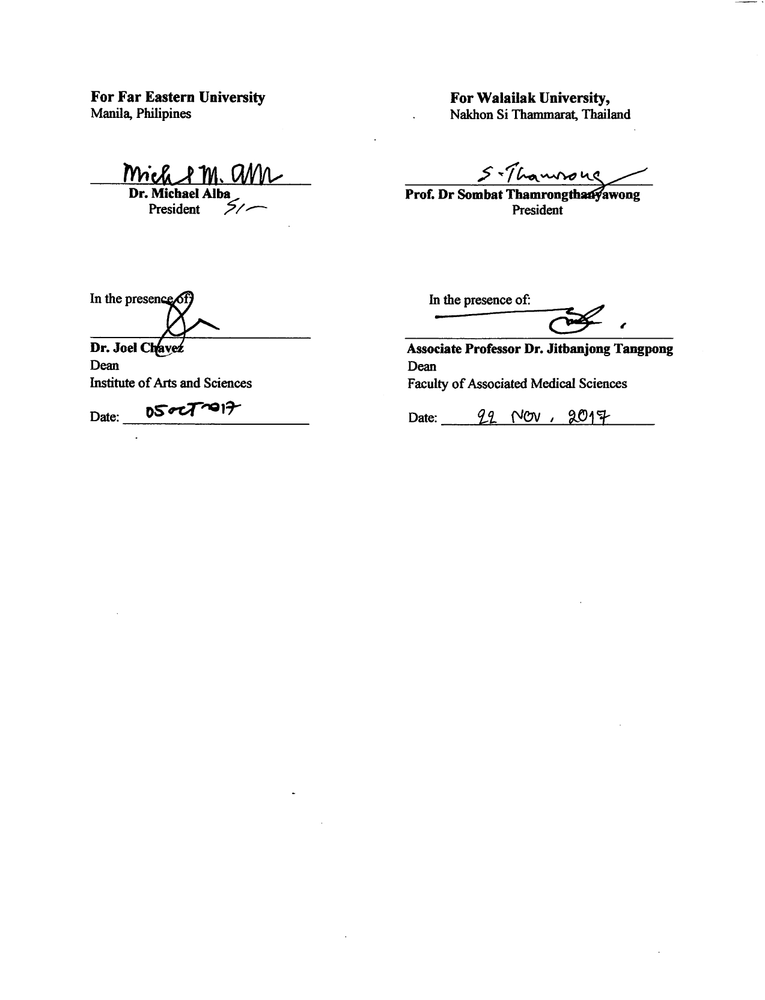 For Far Eastern University
Manila, Philipines
Dr. Michael Alba
President
In the presence of:
Dr. Joel Chavez
Dean
Institute of Arts and Sciences
Date: 05 OCT 2017
For Walailak University,
Nakhon Si Thammarat, Thailand
S. Thamrong
Prof. Dr Sombat Thamrongthanyawong
President
In the presence of:
Associate Professor Dr. Jitbanjong Tangpong
Dean
Faculty of Associated Medical Sciences
Date: 22 NOV , 2017